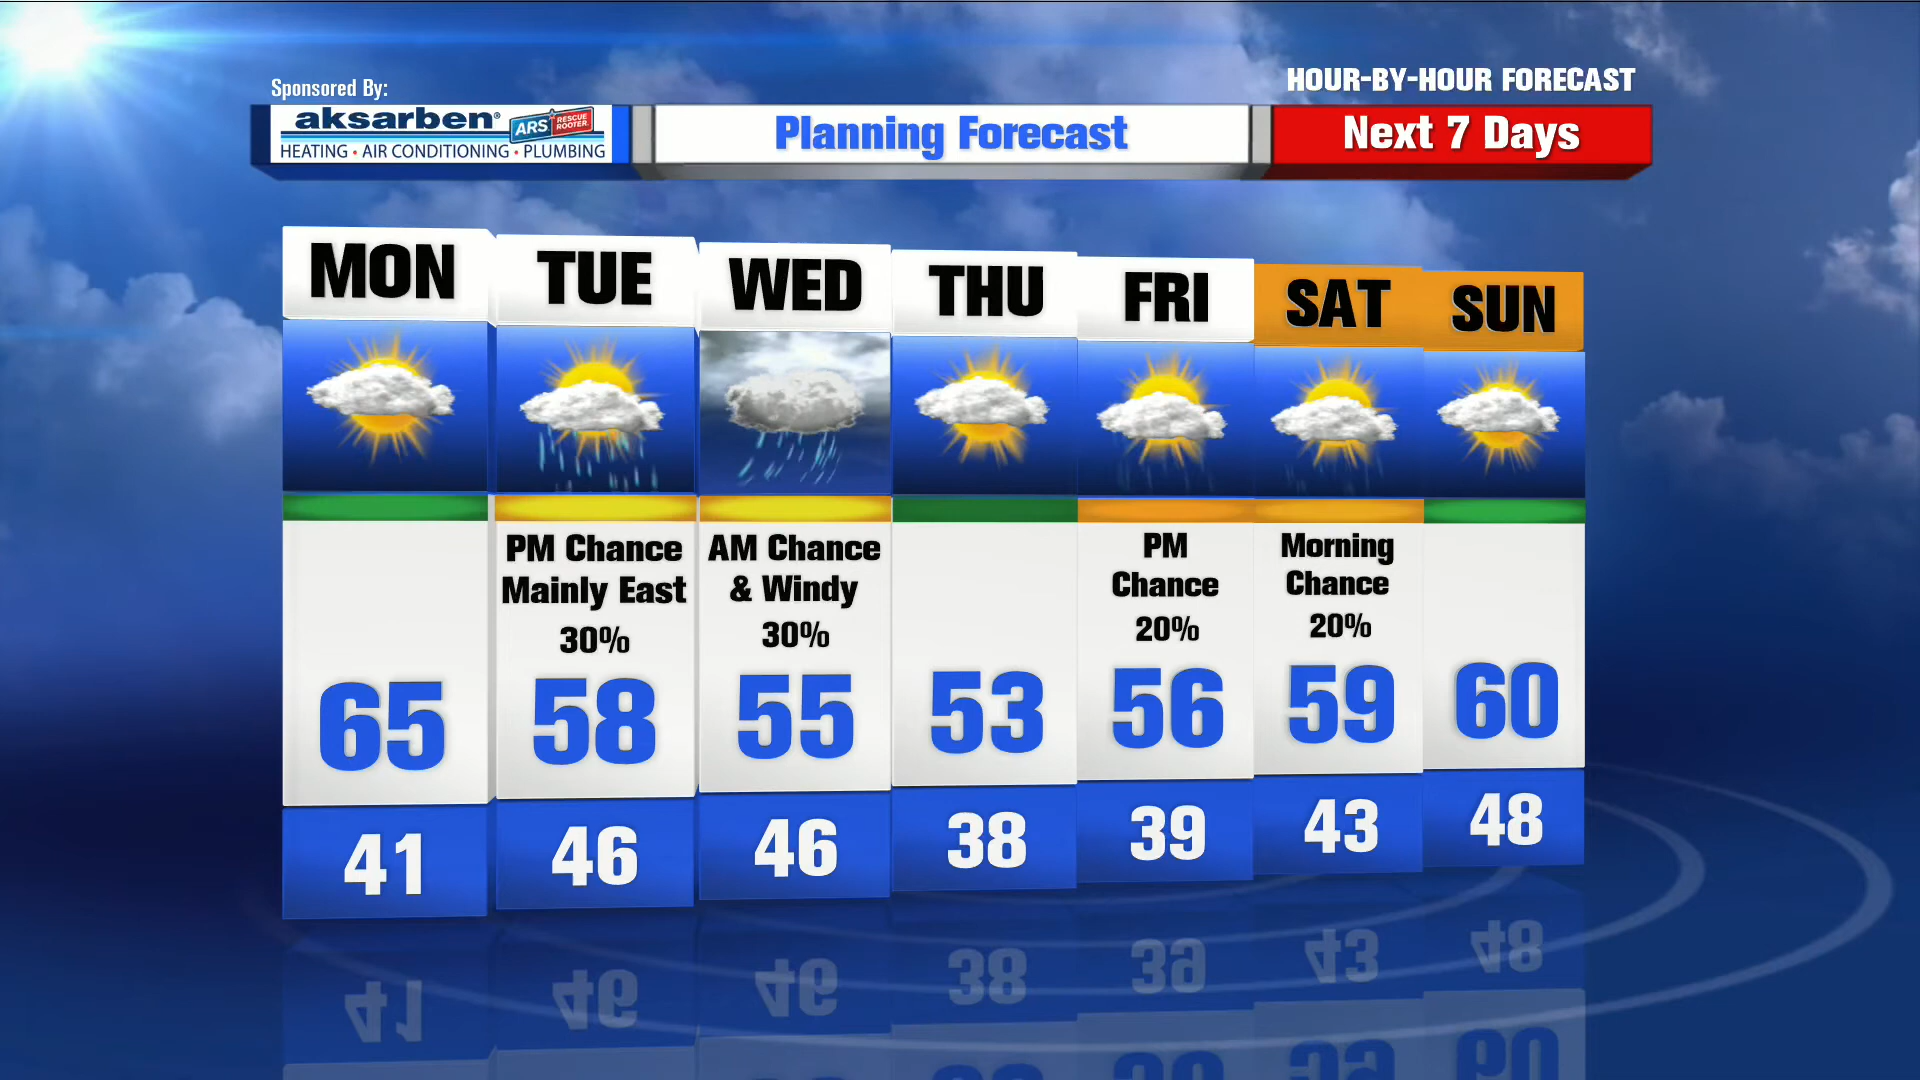 Sponsored By:
aksarben®
ARS RESCUE ROOTER
HEATING • AIR CONDITIONING • PLUMBING
Planning Forecast
HOUR-BY-HOUR FORECAST
Next 7 Days
MON
65
41
TUE
PM Chance
Mainly East
30%
58
46
WED
AM Chance
& Windy
30%
55
46
THU
53
38
FRI
PM
Chance
20%
56
39
SAT
Morning
Chance
20%
59
43
SUN
60
48